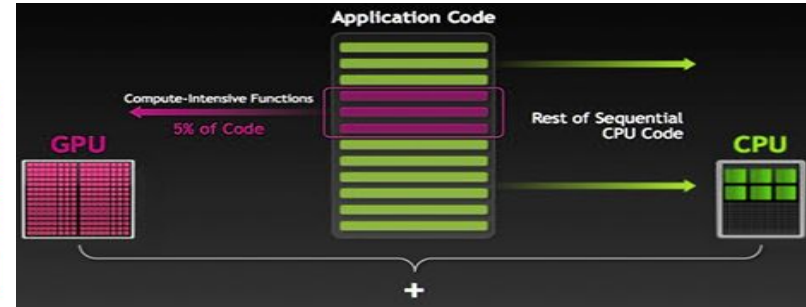 Application Code
Compute-Intensive Functions
5% of Code
GPU
Rest of Sequential
CPU Code
CPU
+